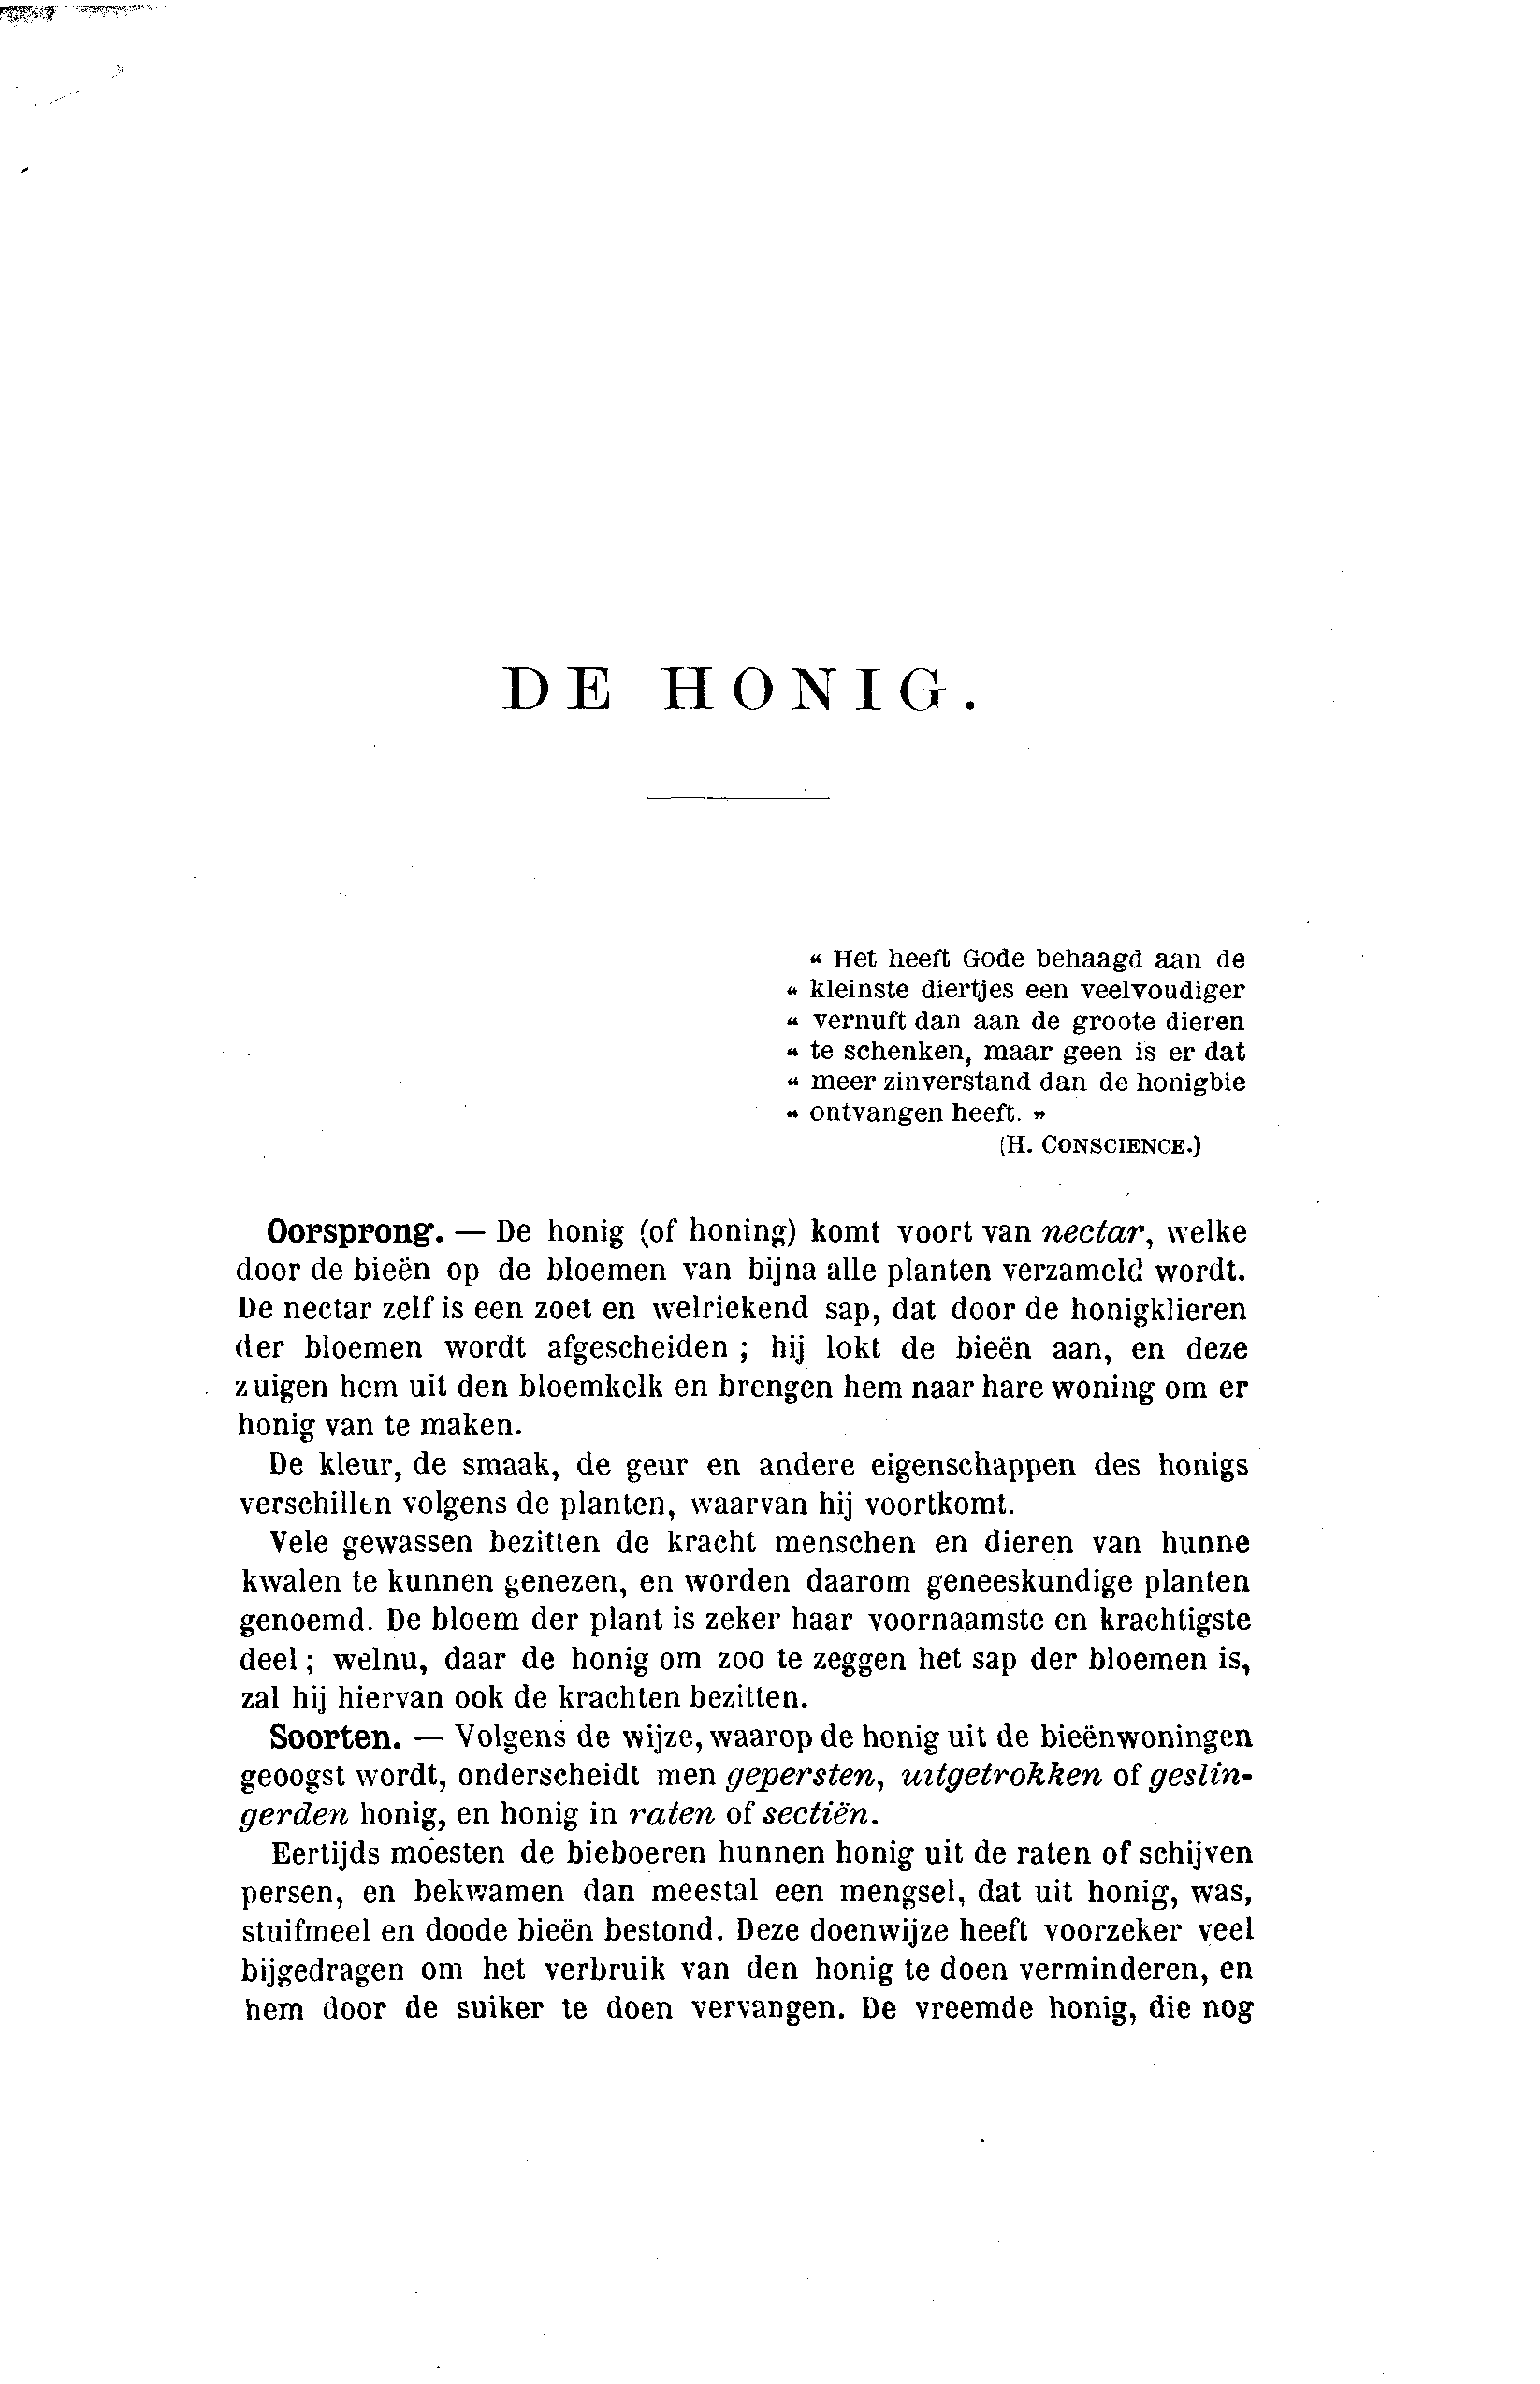 DE HONIG.
“ Het heeft Gode behaagd aan de
“ kleinste diertjes een veelvoudiger
“ vernuft dan aan de groote dieren
“ te schenken, maar geen is er dat
“ meer zinverstand dan de honigbie
“ ontvangen heeft. ”
(H. CONSCIENCE.)
Oorsprong. — De honig (of honing) komt voort van nectar, welke
door de bieën op de bloemen van bijna alle planten verzameld wordt.
De nectar zelf is een zoet en welriekend sap, dat door de honigklieren
der bloemen wordt afgescheiden ; hij lokt de bieën aan, en deze
zuigen hem uit den bloemkelk en brengen hem naar hare woning om er
honig van te maken.
De kleur, de smaak, de geur en andere eigenschappen des honigs
verschillen volgens de planten, waarvan hij voortkomt.
Vele gewassen bezitten de kracht menschen en dieren van hunne
kwalen te kunnen genezen, en worden daarom geneeskundige planten
genoemd. De bloem der plant is zeker haar voornaamste en krachtigste
deel ; welnu, daar de honig om zoo te zeggen het sap der bloemen is,
zal hij hiervan ook de krachten bezitten.
Soorten. — Volgens de wijze, waarop de honig uit de bieënwoningen
geoogst wordt, onderscheidt men gepersten, uitgetrokken of geslin-
gerden honig, en honig in raten of sectiën.
Eertijds moesten de bieboeren hunnen honig uit de raten of schijven
persen, en bekwamen dan meestal een mengsel, dat uit honig, was,
stuifmeel en doode bieën bestond. Deze doenwijze heeft voorzeker veel
bijgedragen om het verbruik van den honig te doen verminderen, en
hem door de suiker te doen vervangen. De vreemde honig, die nog